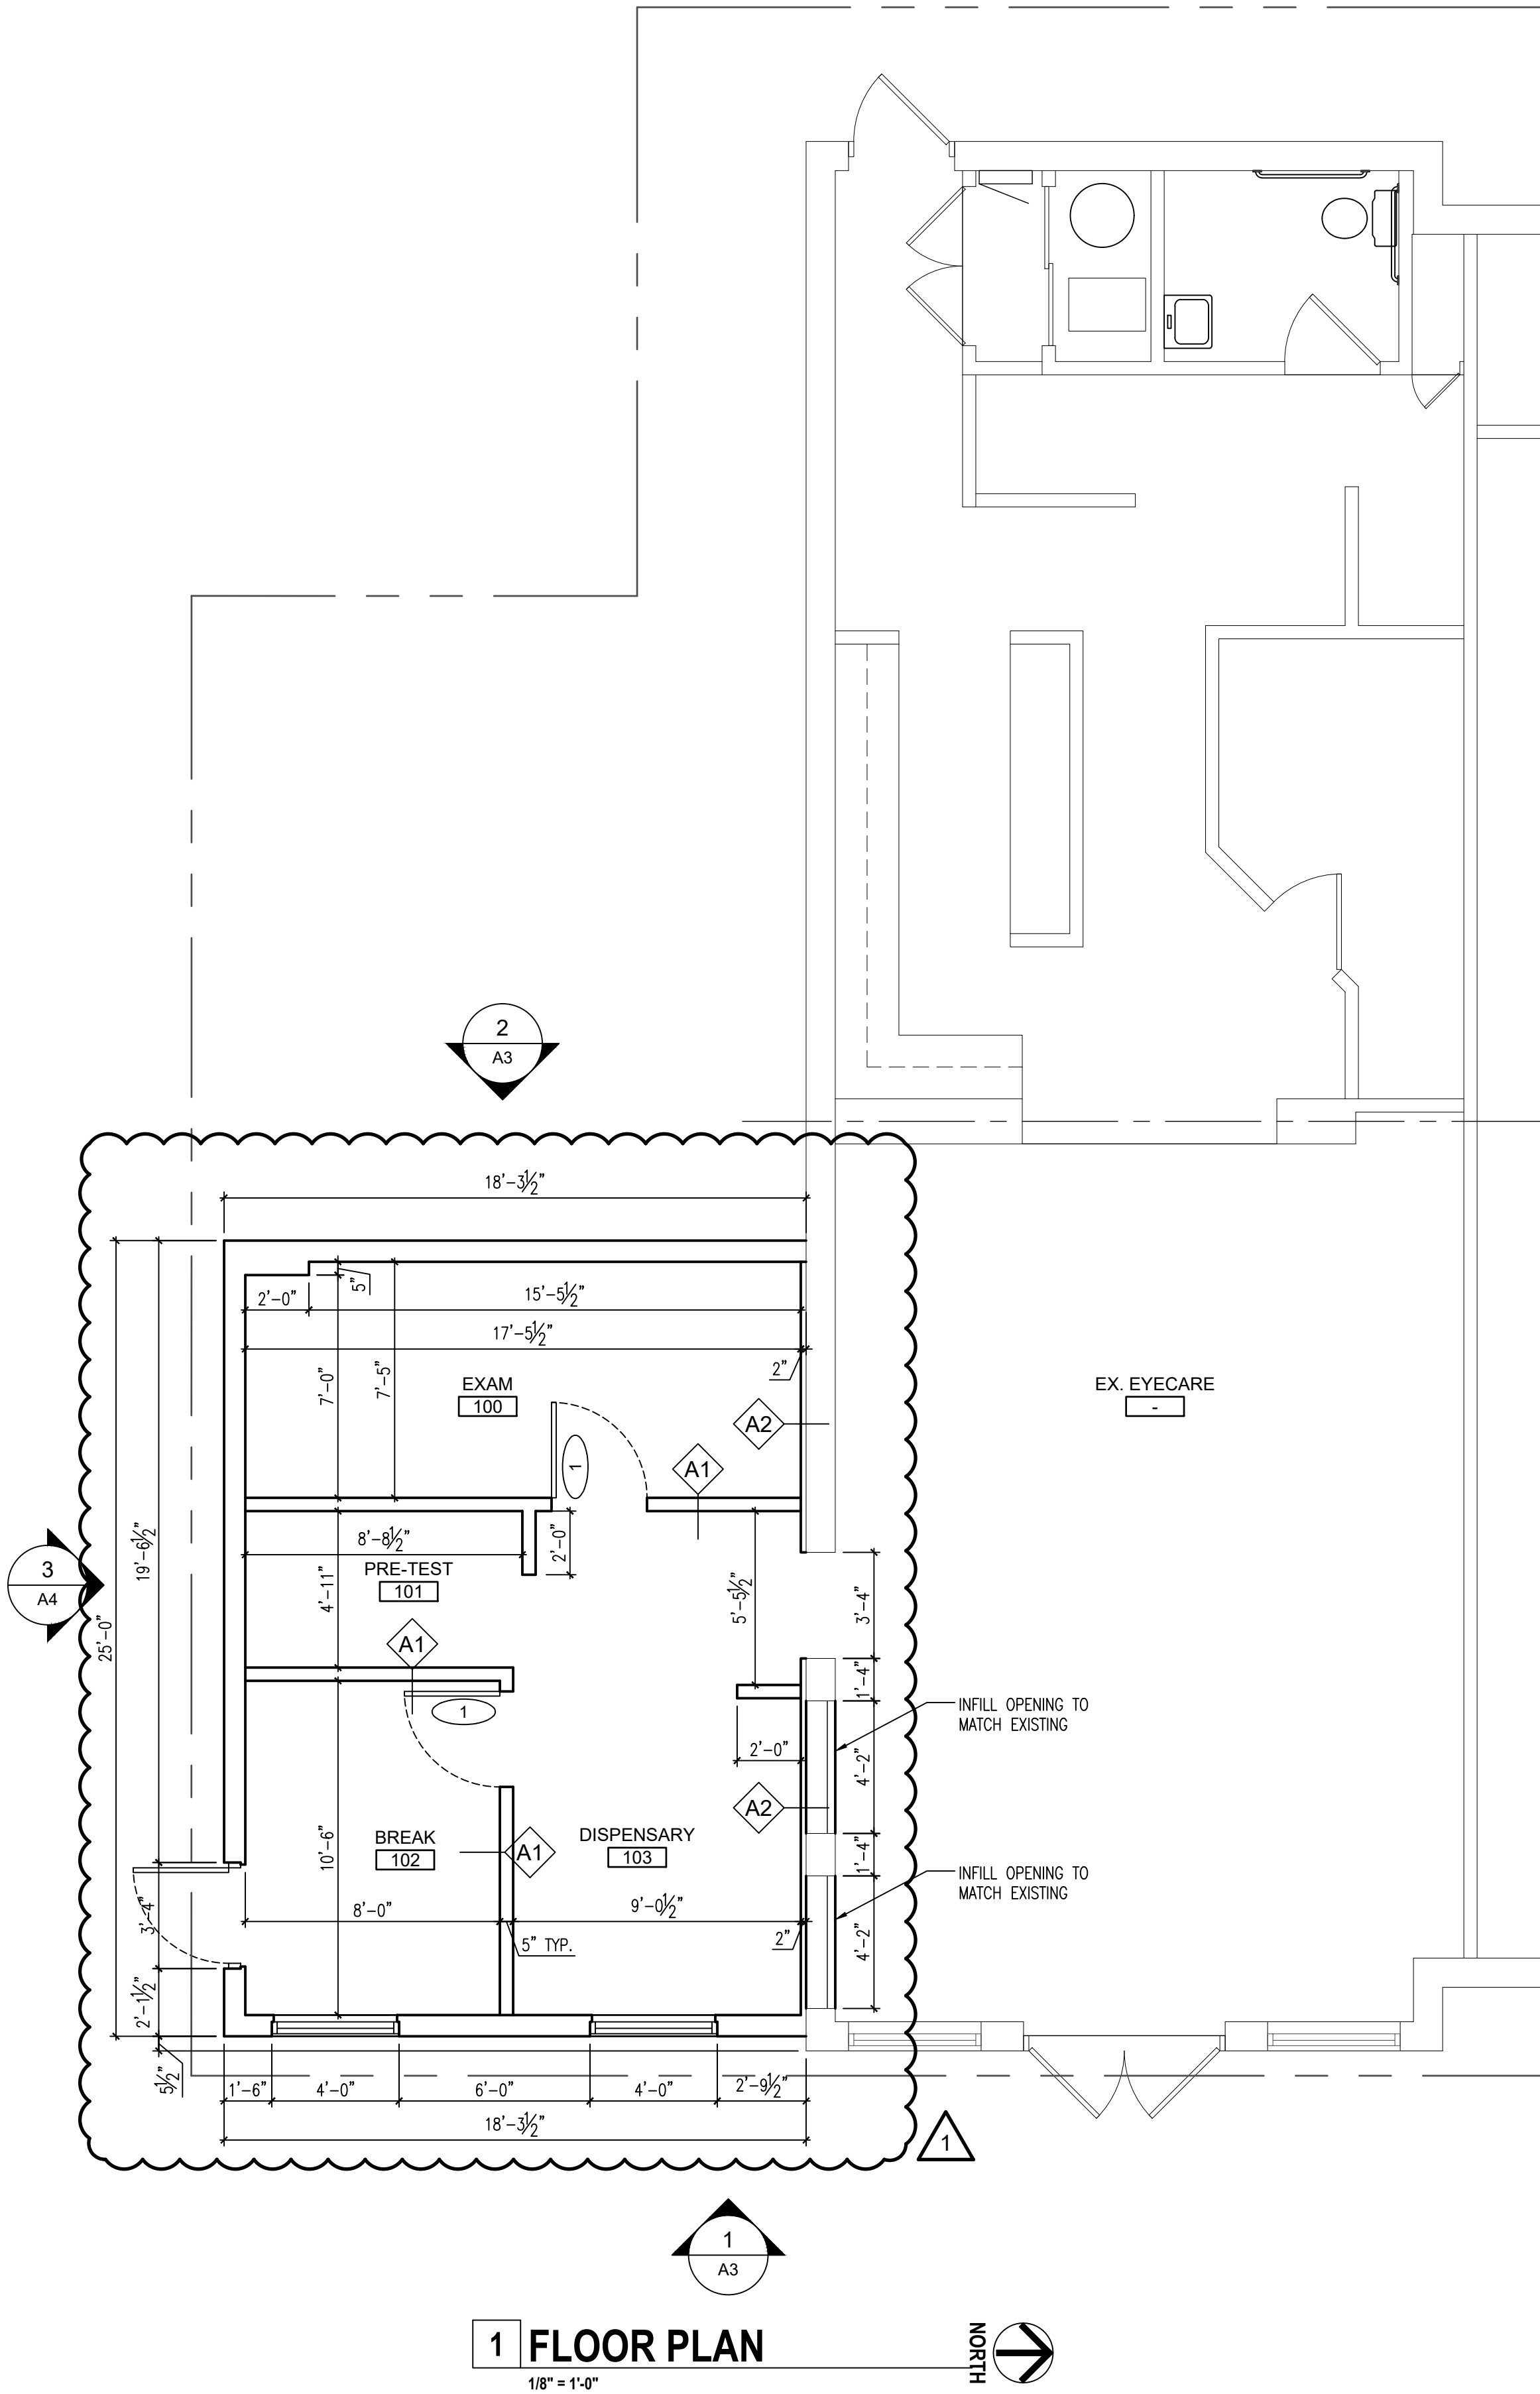 2
A3
18'-3½"
5"
2'-0"
15'-5½"
17'-5½"
2"
7'-0"
7'-5"
EXAM
100
EX. EYECARE
-
A2
1
A1
3
A4
19'-6½"
25'-0"
8'-8½"
2'-0"
PRE-TEST
101
4'-11"
5'-5½"
3'-4"
A1
1'-4"
1
INFILL OPENING TO
MATCH EXISTING
2'-0"
4'-2"
A2
BREAK
102
10'-6"
A1
DISPENSARY
103
1'-4"
INFILL OPENING TO
MATCH EXISTING
3'-4"
8'-0"
9'-0½"
5" TYP.
2"
4'-2"
2'-1½"
5½"
1'-6"
4'-0"
6'-0"
4'-0"
2'-9½"
18'-3½"
1
1
A3
1
FLOOR PLAN
NORTH
1/8" = 1'-0"